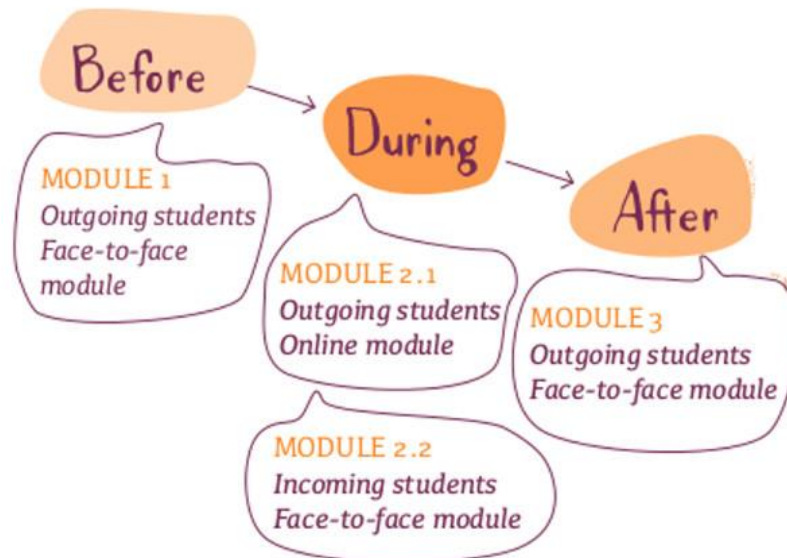 Before
During
After
MODULE 1
Outgoing students
Face-to-face
module
MODULE 2.1
Outgoing students
Online module
MODULE 2.2
Incoming students
Face-to-face module
MODULE 3
Outgoing students
Face-to-face module